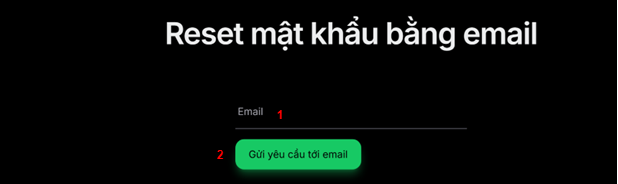 Reset mật khẩu bằng email
Email 1
2 Gửi yêu cầu tới email